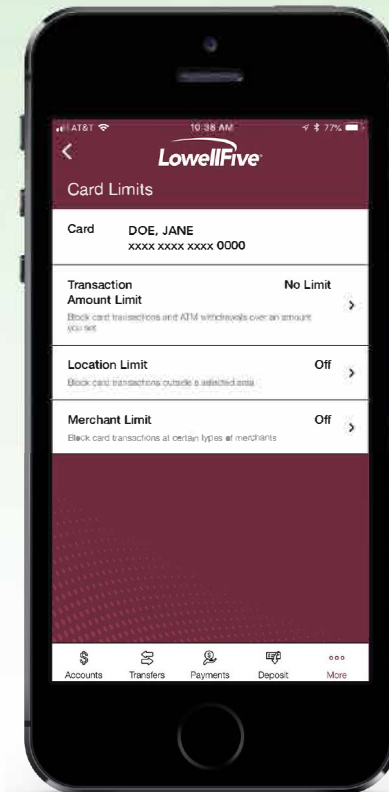 AT&T 10:38 AM 77%
LowellFive
Card Limits
Card DOE, JANE
xxxx xxxx xxxx 0000
Transaction No Limit
Amount Limit
Block card transactions and ATM withdrawals over an amount
you set
Location Limit Off
Block card transactions outside a selected area
Merchant Limit Off
Block card transactions at certain types of merchants
Accounts Transfers Payments Deposit More